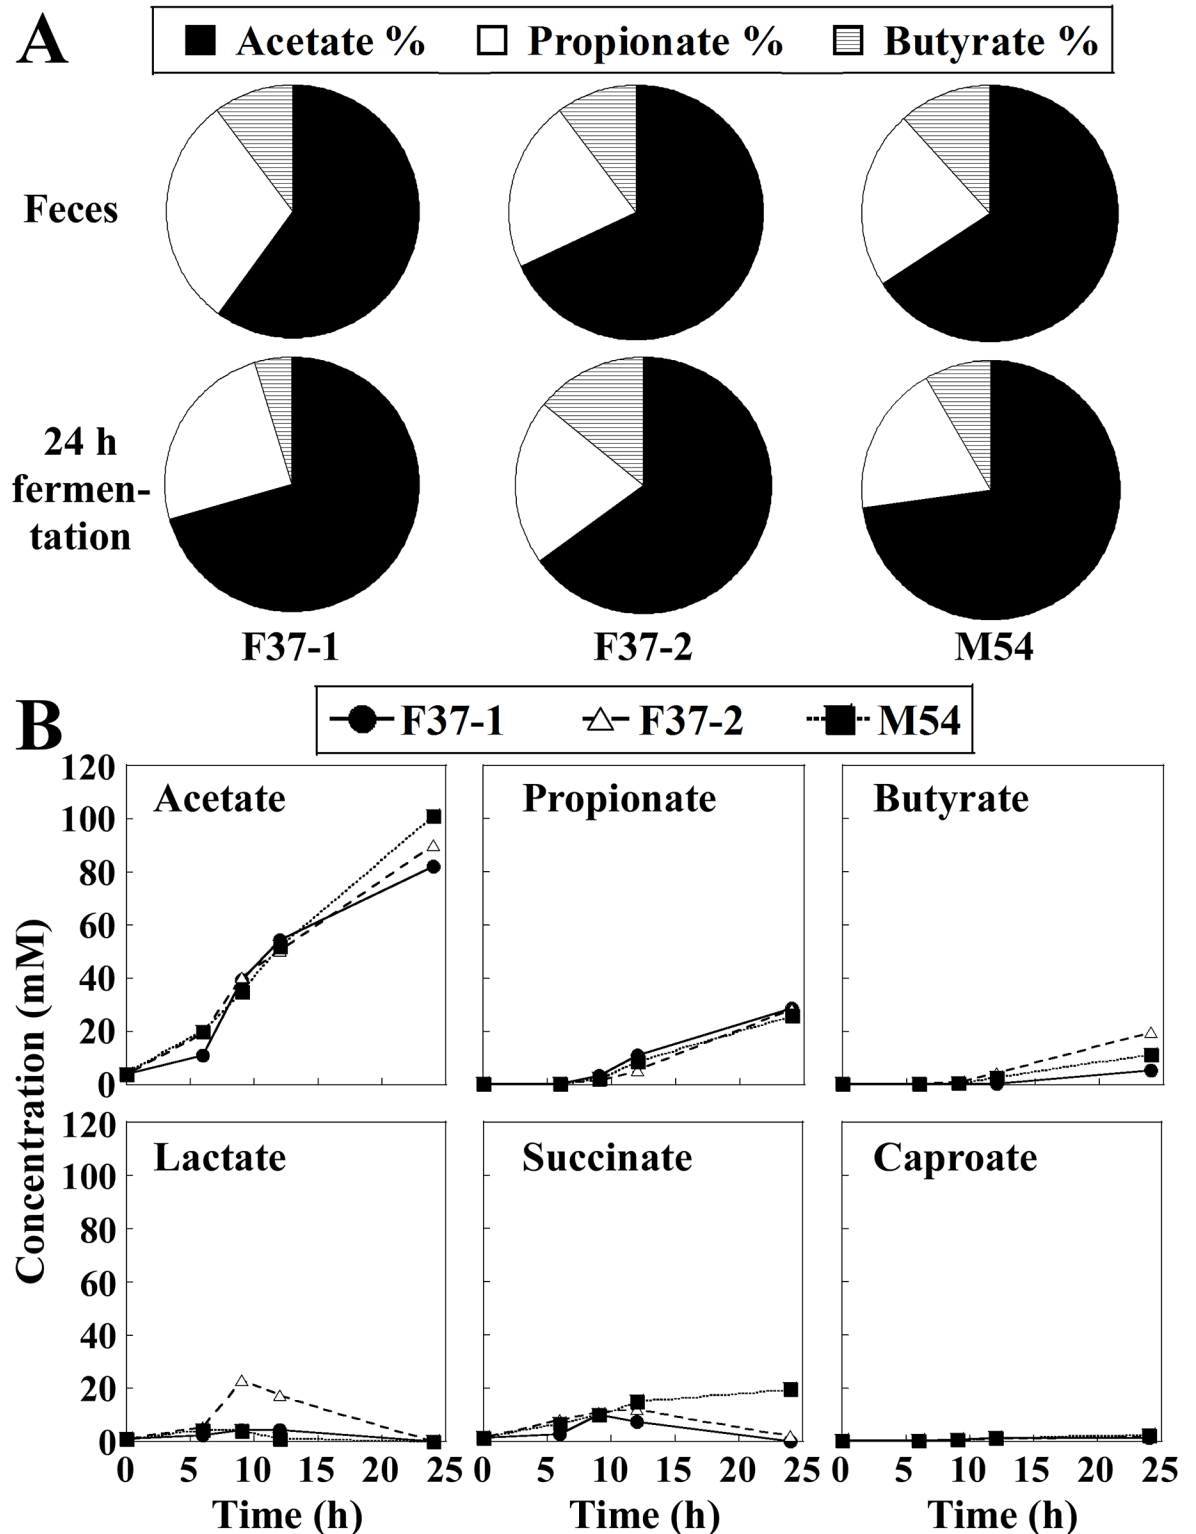 A
Acetate % Propionate % Butyrate %
Feces
24 h
fermen-
tation
F37-1 F37-2 M54
B
F37-1 F37-2 M54
Concentration (mM)
120
100
80
60
40
20
0
Acetate Propionate Butyrate
120
100
80
60
40
20
0
Lactate Succinate Caproate
0 5 10 15 20 25 0 5 10 15 20 25 0 5 10 15 20 25
Time (h) Time (h) Time (h)